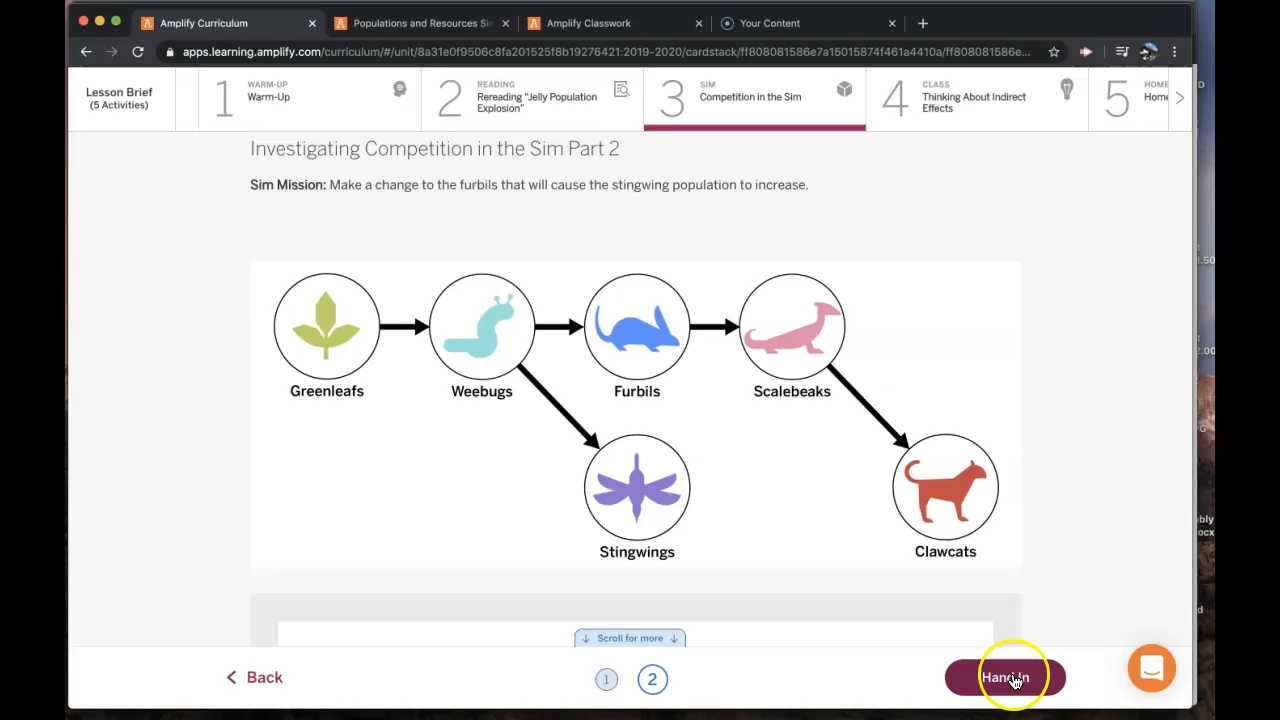 Amplify Curriculum
Populations and Resources Sim
Amplify Classwork
Your Content
apps.learning.amplify.com/curriculum/#/unit/8a31e0f9506c8fa201525f8b19276421:2019-2020/cardstack/ff808081586e7a15015874f461a4410a/ff808081586e...
Lesson Brief
(5 Activities)
1
WARM-UP
Warm-Up
2
READING
Rereading "Jelly Population
Explosion"
3
SIM
Competition in the Sim
4
CLASS
Thinking About Indirect
Effects
5
HOME
Home
Investigating Competition in the Sim Part 2
Sim Mission: Make a change to the furbils that will cause the stingwing population to increase.
Greenleafs
Weebugs
Furbils
Scalebeaks
Stingwings
Clawcats
Scroll for more
Back
1
2
Hand In